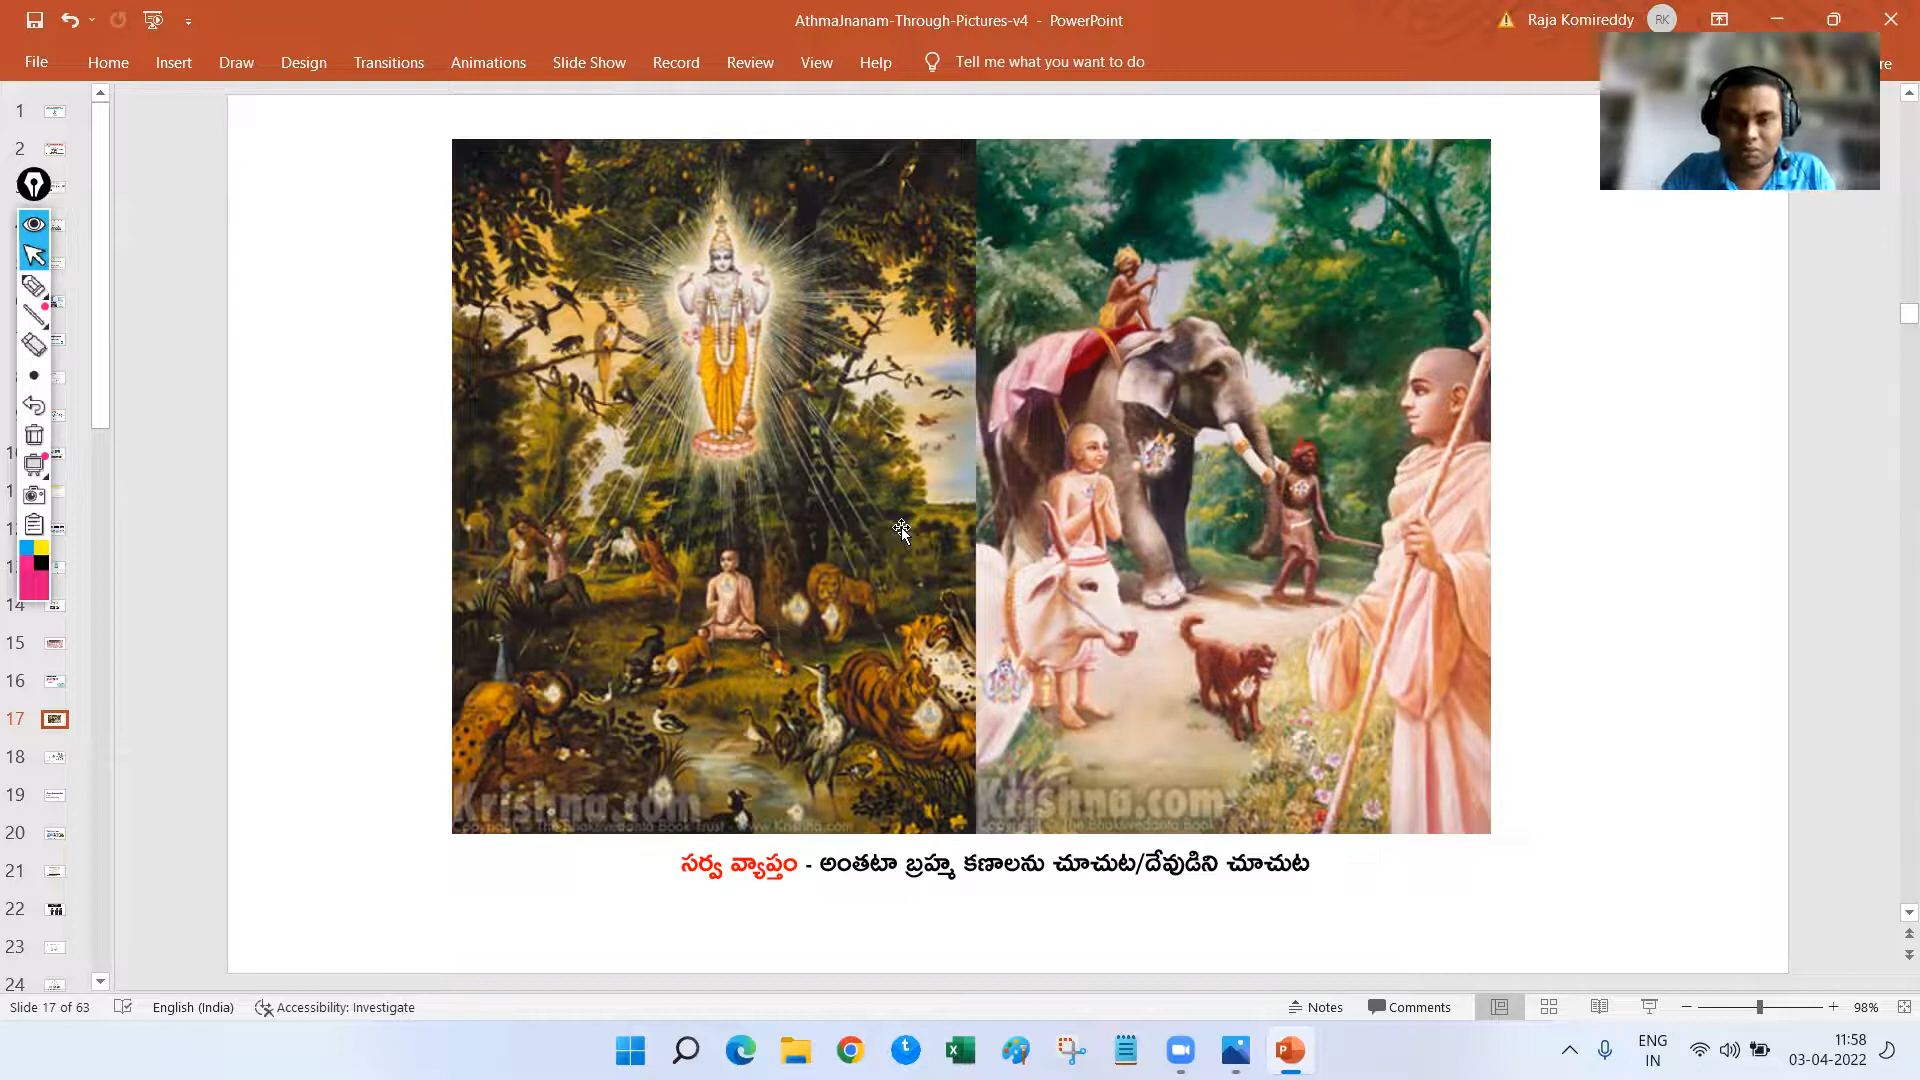 AthmaJnanam-Through-Pictures-v4 - PowerPoint
Raja Komireddy
RK
File
Home
Insert
Draw
Design
Transitions
Animations
Slide Show
Record
Review
View
Help
Tell me what you want to do
re
1
2
10
1
14
15
16
17
18
19
20
21
22
23
24
Krishna.com
Krishna.com
సర్వ వ్యాప్తం - అంతటా బ్రహ్మ కణాలను చూచుట/దేవుడిని చూచుట
Slide 17 of 63
English (India)
Accessibility: Investigate
Notes
Comments
98%
ENG
IN
11:58
03-04-2022